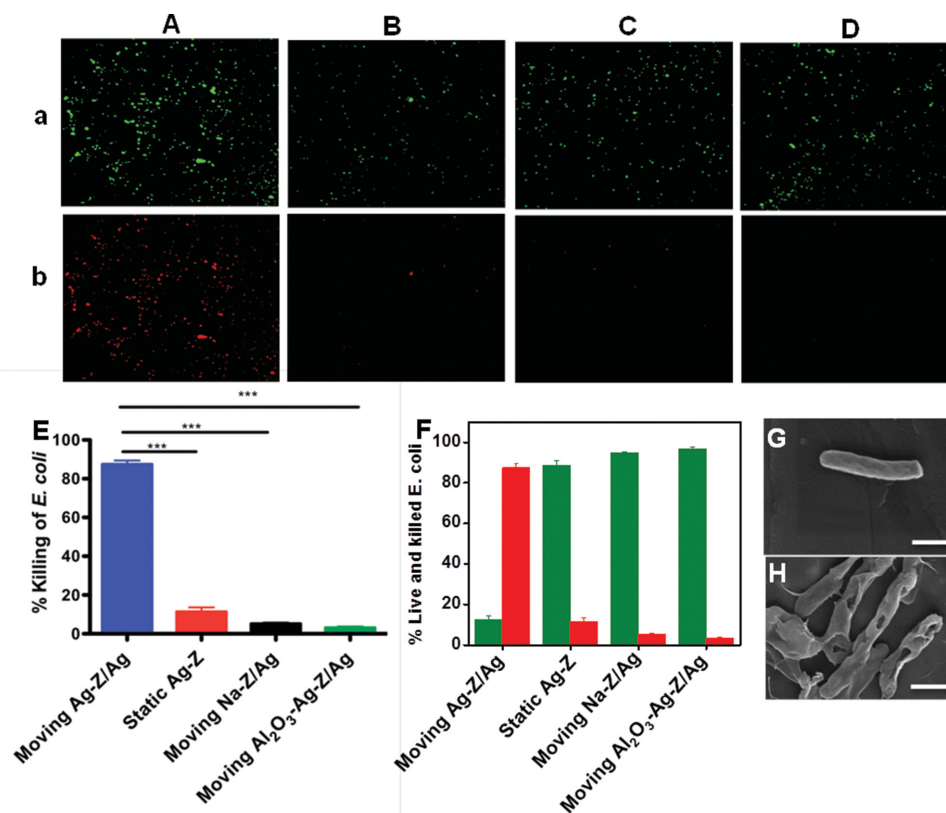 A B C D
a
b
E
***
***
***
% Killing of E. coli
100
80
60
40
20
0
Moving Ag-Z/Ag
Static Ag-Z
Moving Na-Z/Ag
Moving Al₂O₃-Ag-Z/Ag
F
% Live and killed E. coli
100
80
60
40
20
0
Moving Ag-Z/Ag
Static Ag-Z
Moving Na-Z/Ag
Moving Al₂O₃-Ag-Z/Ag
G
H